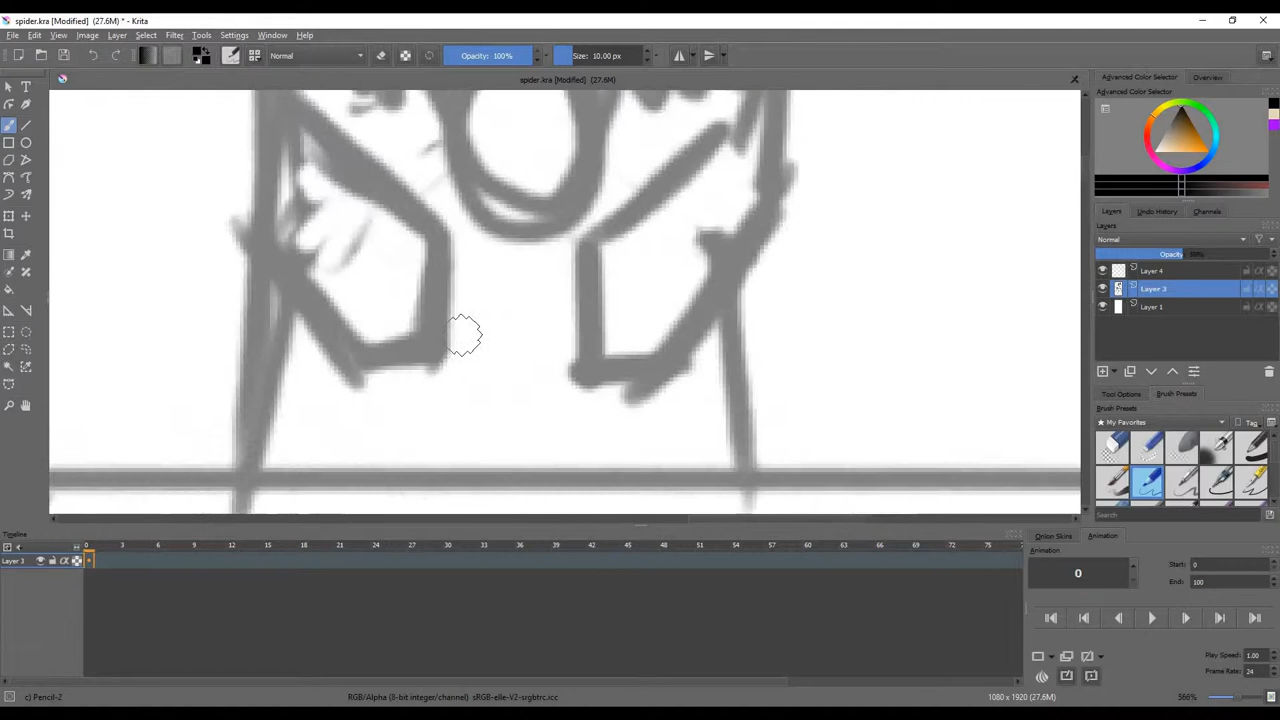 spider.kra [Modified] (27.6M) * - Krita
File Edit View Image Layer Select Filter Tools Settings Window Help
Normal
Opacity: 100%
Size: 10.00 px
spider.kra [Modified] (27.6M)
Advanced Color Selector Overview
Advanced Color Selector
Layers Undo History Channels
Layers
Normal
Opacity: 50%
Layer 4
Layer 3
Layer 1
Tool Options Brush Presets
Brush Presets
My Favorites Tag
Search
Timeline
0 3 6 9 12 15 18 21 24 27 30 33 36 39 42 45 48 51 54 57 60 63 66 69 72 75
Layer 3
Onion Skins Animation
Animation
0
Start: 0
End: 100
Play Speed: 1.00
Frame Rate: 24
c) Pencil-2
RGB/Alpha (8-bit integer/channel) sRGB-elle-V2-srgbtrc.icc
1080 x 1920 (27.6M)
566%